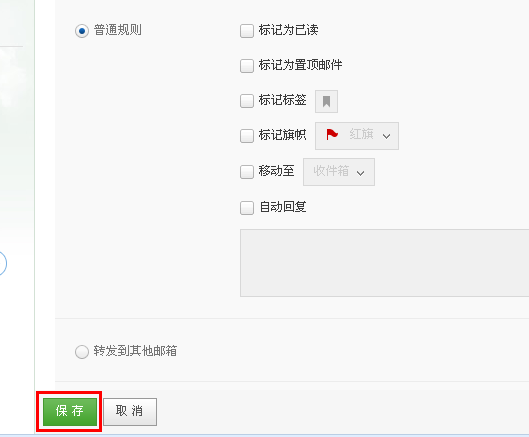 普通规则
标记为已读
标记为置顶邮件
标记标签
标记旗帜 红旗
移动至 收件箱
自动回复
转发到其他邮箱
保存 取消